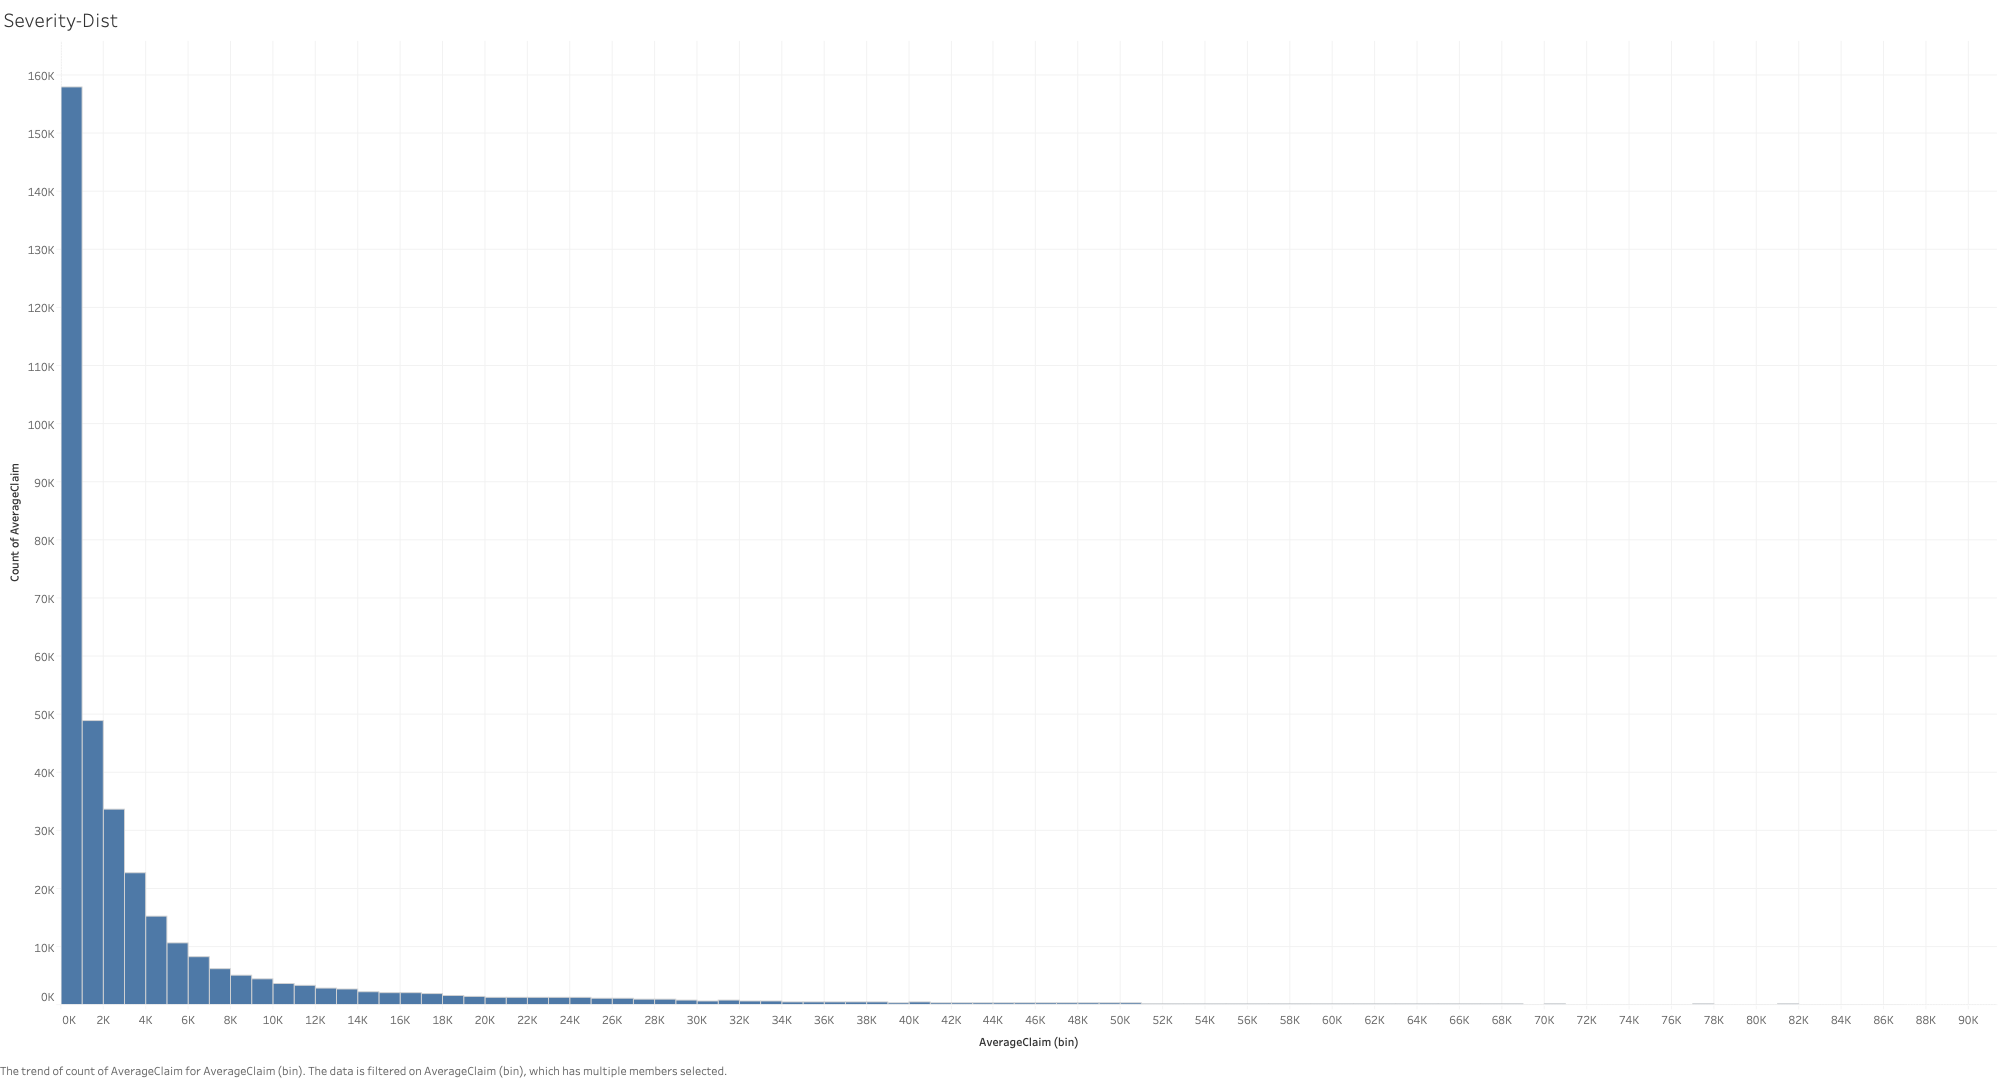 Severity-Dist
160K
150K
140K
130K
120K
110K
100K
90K
80K
70K
60K
50K
40K
30K
20K
10K
0K
Count of AverageClaim
0K 2K 4K 6K 8K 10K 12K 14K 16K 18K 20K 22K 24K 26K 28K 30K 32K 34K 36K 38K 40K 42K 44K 46K 48K 50K 52K 54K 56K 58K 60K 62K 64K 66K 68K 70K 72K 74K 76K 78K 80K 82K 84K 86K 88K 90K
AverageClaim (bin)
The trend of count of AverageClaim for AverageClaim (bin). The data is filtered on AverageClaim (bin), which has multiple members selected.